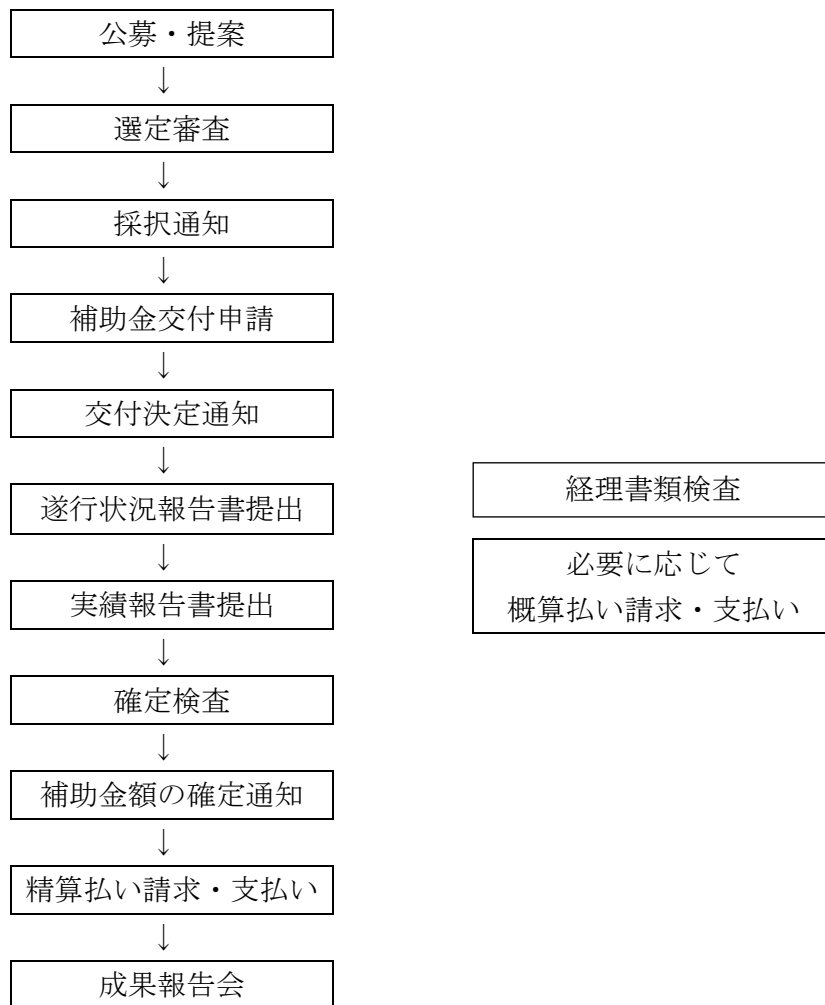 公募・提案
↓
選定審査
↓
採択通知
↓
補助金交付申請
↓
交付決定通知
↓
遂行状況報告書提出
↓
実績報告書提出
↓
確定検査
↓
補助金額の確定通知
↓
精算払い請求・支払い
↓
成果報告会
経理書類検査
必要に応じて
概算払い請求・支払い